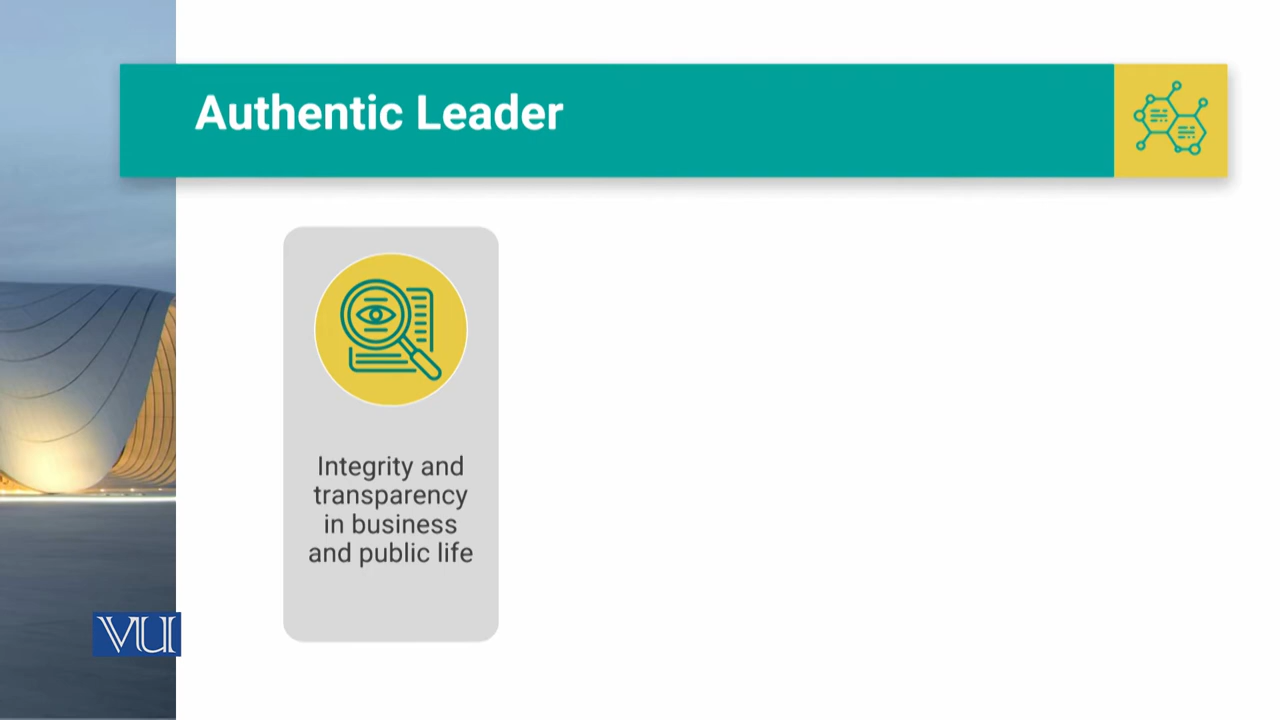 Authentic Leader
Integrity and
transparency
in business
and public life
VU